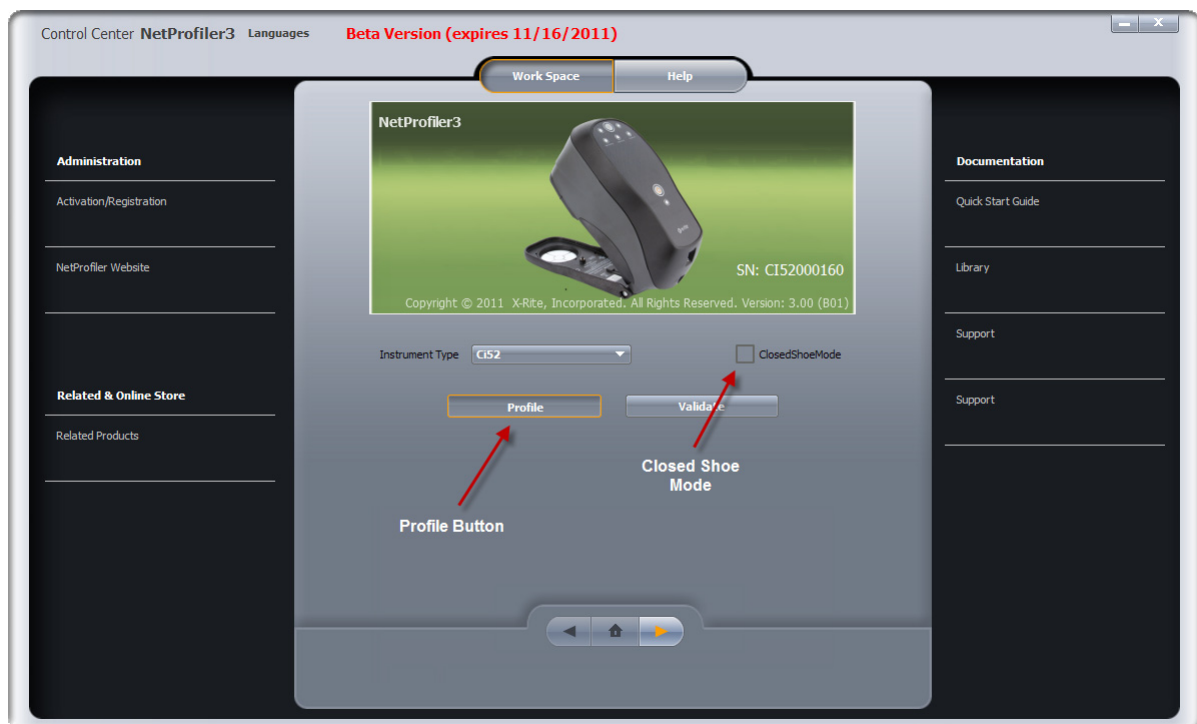 Control Center NetProfiler3 Languages Beta Version (expires 11/16/2011)
Work Space Help
Administration
Activation/Registration
NetProfiler Website
Related & Online Store
Related Products
NetProfiler3
SN: CI52000160
Copyright © 2011 X-Rite, Incorporated. All Rights Reserved. Version: 3.00 (B01)
Instrument Type Ci52 ClosedShoeMode
Profile Validate
Closed Shoe
Mode
Profile Button
Documentation
Quick Start Guide
Library
Support
Support